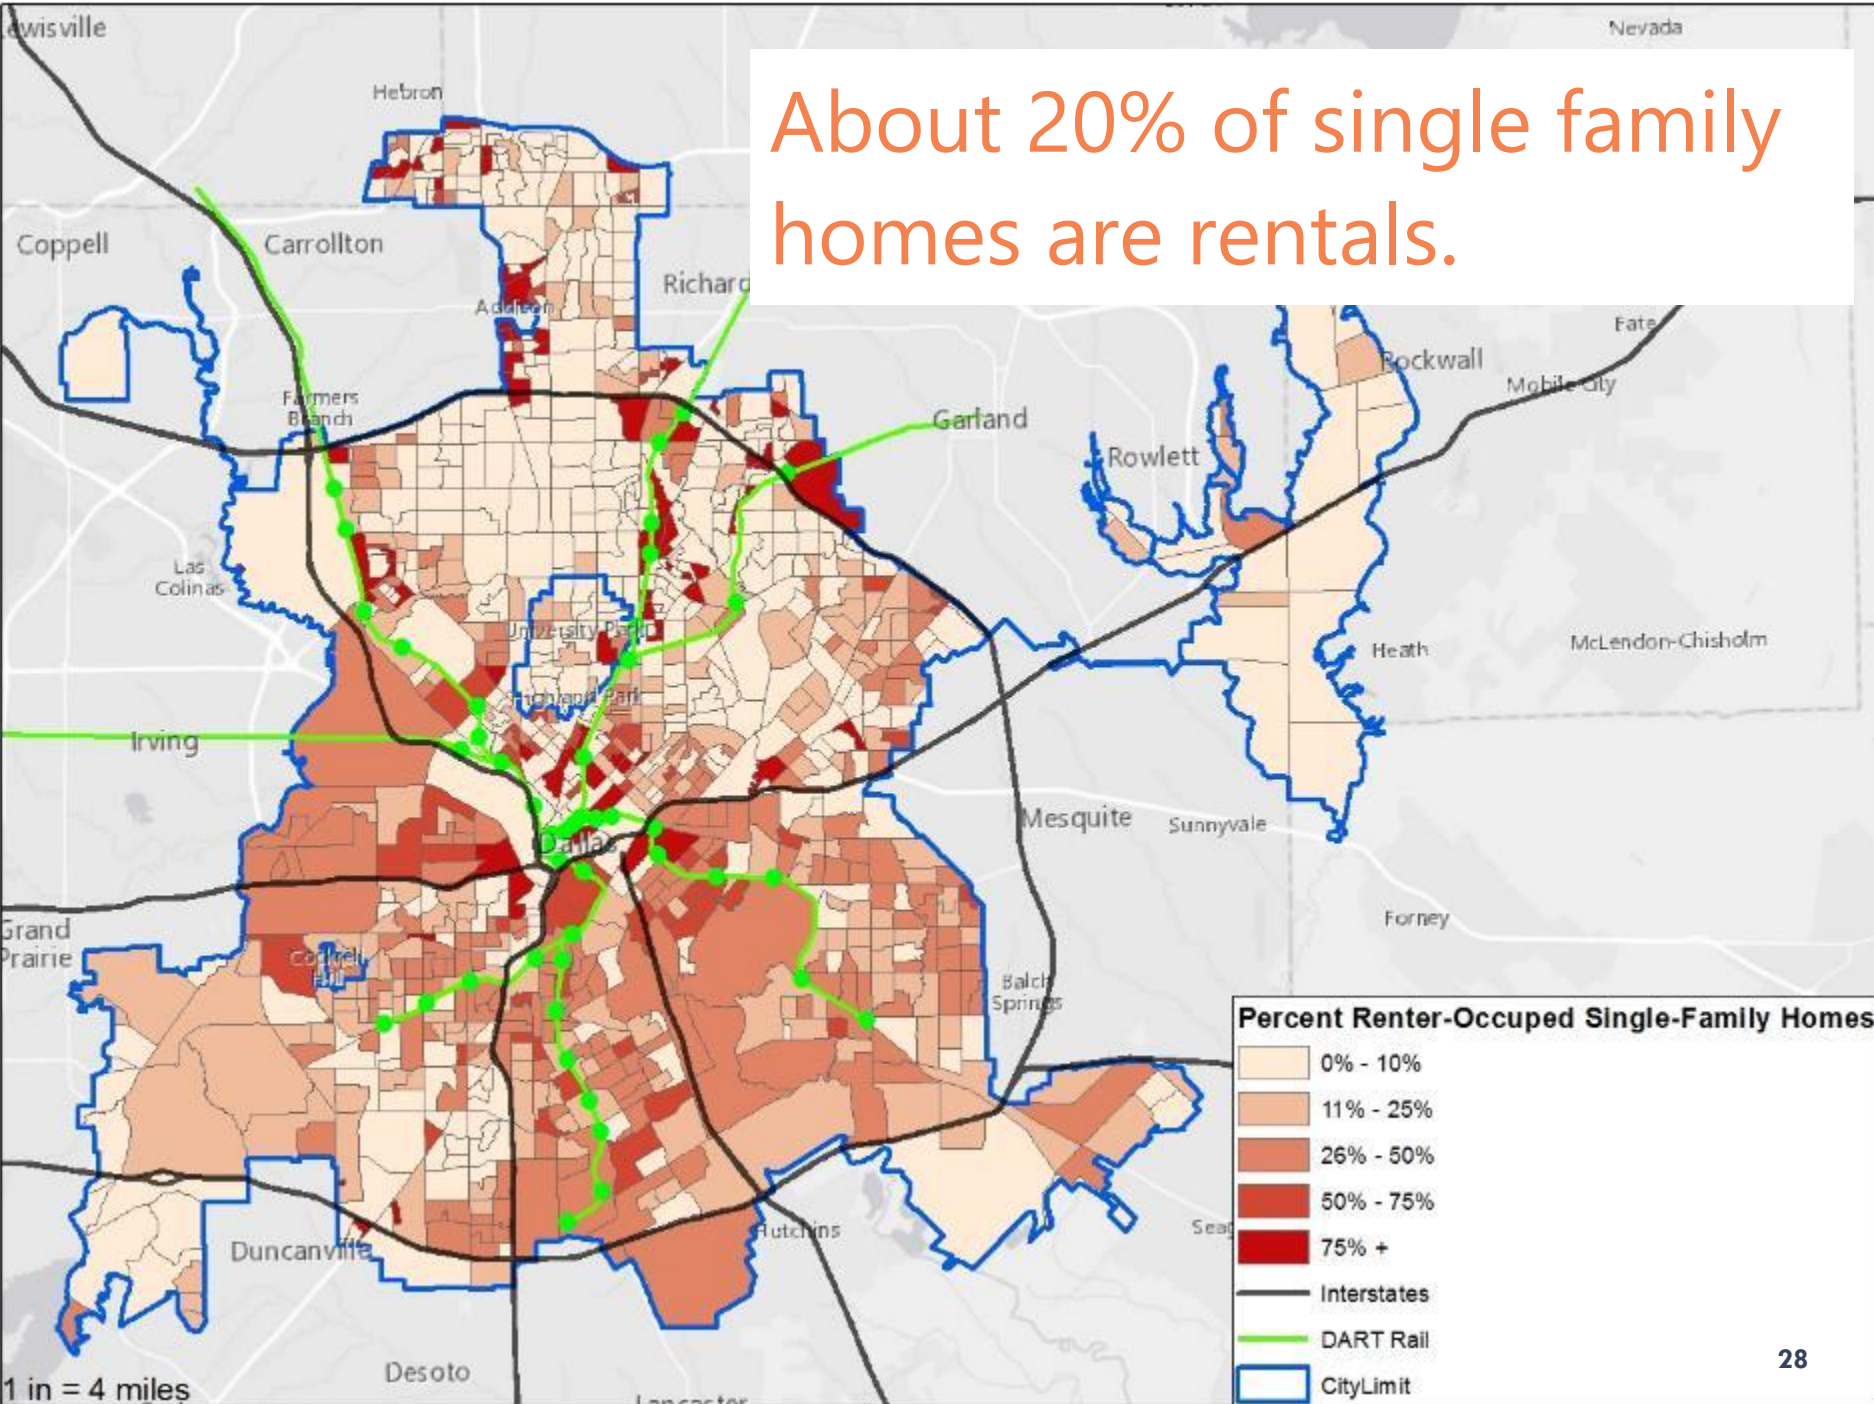 Nevada
Hebron
About 20% of single family
homes are rentals.
Coppell
Carrollton
Addison
Fate
Rockwall
Mobile City
Farmers
Branch
Garland
Rowlett
Las
Colinas
University Park
Heath
McLendon-Chisholm
Highland Park
Irving
Mesquite
Sunnyvale
Dallas
Grand
Prairie
Forney
Cockrell
Hill
Balch
Springs
Percent Renter-Occuped Single-Family Homes
0% - 10%
11% - 25%
26% - 50%
50% - 75%
75% +
Interstates
DART Rail
CityLimit
Hutchins
Duncanville
Desoto
28
1 in = 4 miles